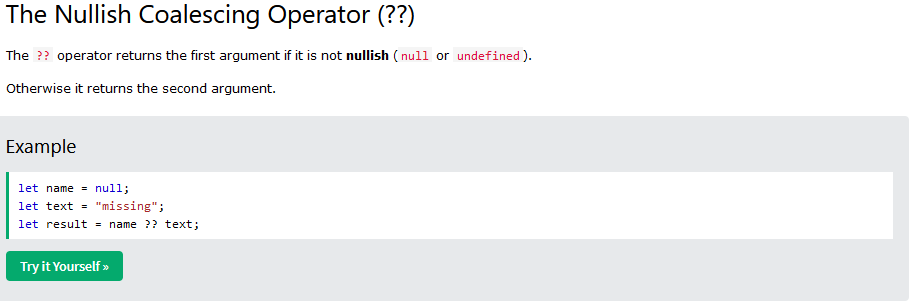 The Nullish Coalescing Operator (??)
The ?? operator returns the first argument if it is not nullish (null or undefined).
Otherwise it returns the second argument.
Example
let name = null;
let text = "missing";
let result = name ?? text;
Try it Yourself »